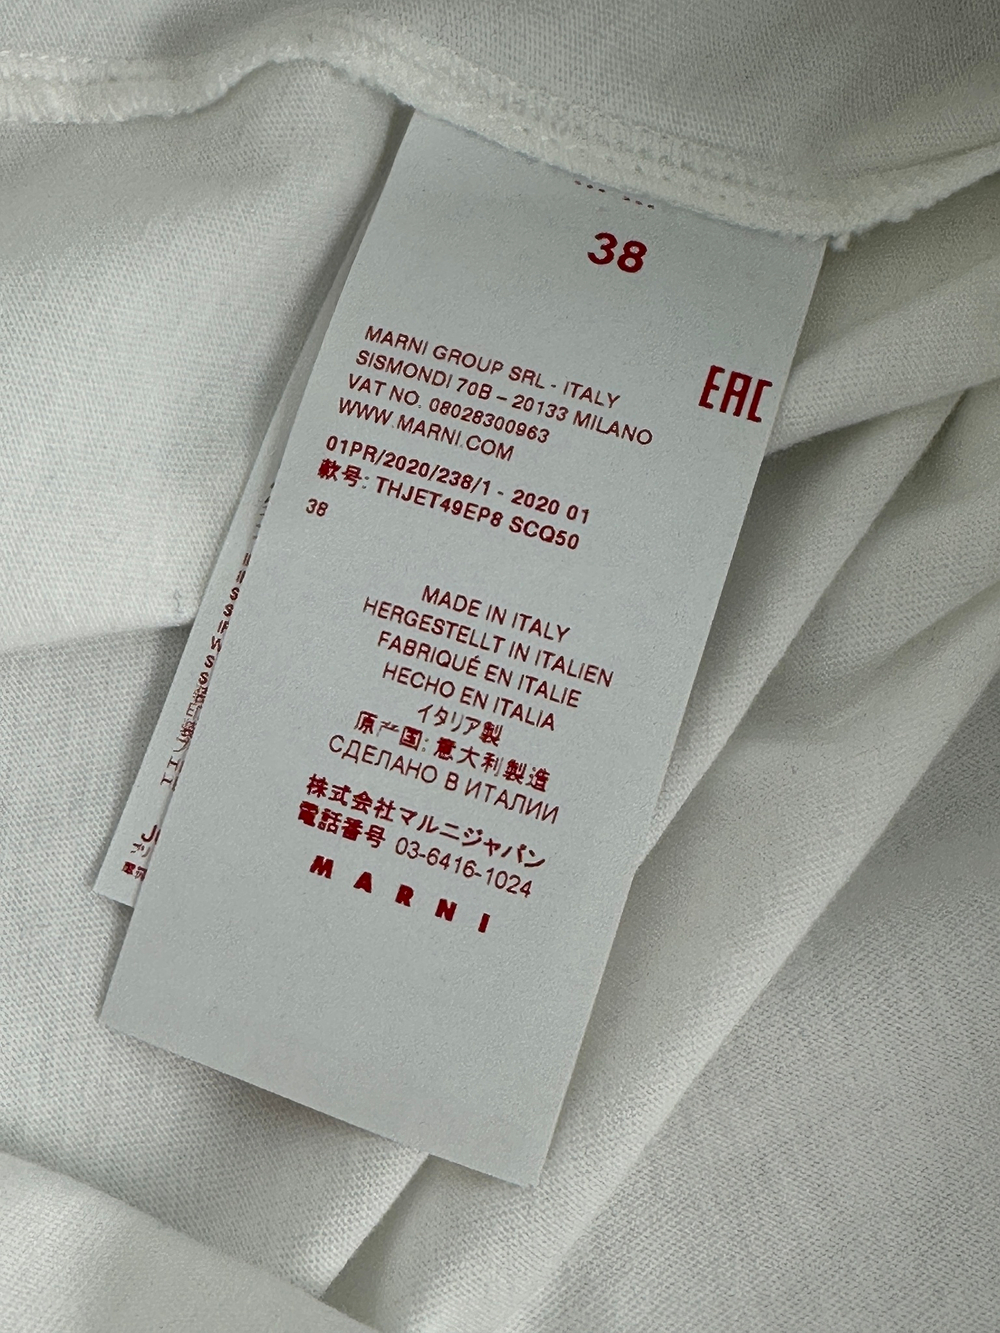 38
MARNI GROUP SRL - ITALY
SISMONDI 70B – 20133 MILANO
VAT NO. 08028300963
WWW.MARNI.COM
EAC
01PR/2020/238/1 - 2020 01
款号: THJET49EP8 SCQ50
38
MADE IN ITALY
HERGESTELLT IN ITALIEN
FABRIQUÉ EN ITALIE
HECHO EN ITALIA
イタリア製
原产国: 意大利製造
СДЕЛАНО В ИТАЛИИ
株式会社マルニジャパン
電話番号 03-6416-1024
MARNI